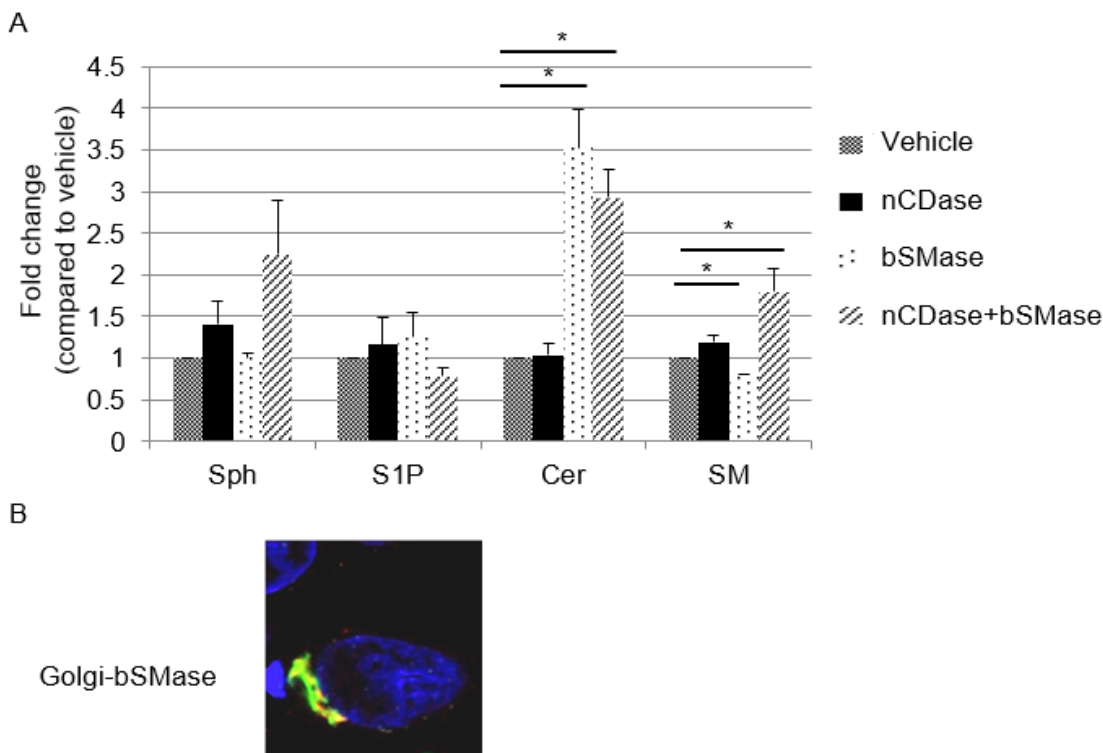 A
* 
*
4.5
4
3.5
3
2.5
2
1.5
1
0.5
0
Fold change
(compared to vehicle)
*
*
Sph S1P Cer SM
Vehicle
nCDase
bSMase
nCDase+bSMase
B
Golgi-bSMase